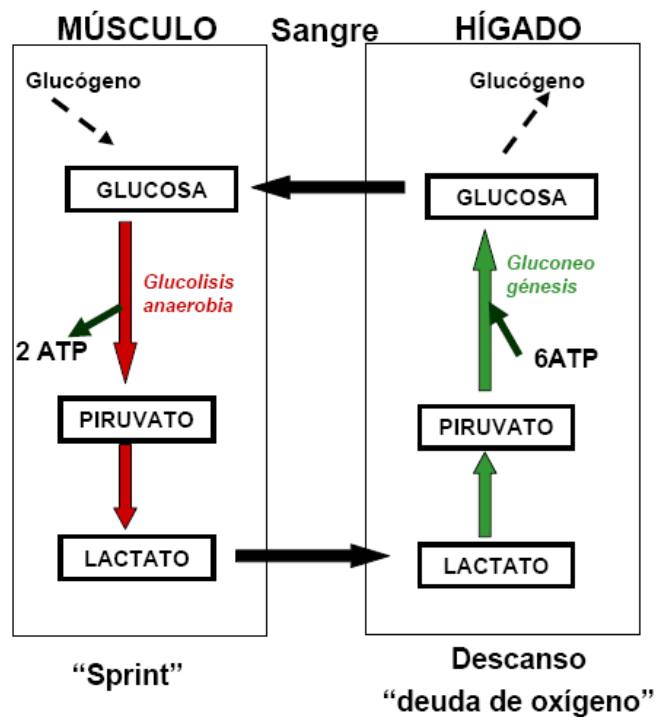 MÚSCULO
Sangre
HÍGADO
Glucógeno
GLUCOSA
Glucolisis
anaerobia
2 ATP
PIRUVATO
LACTATO
“Sprint”
Glucógeno
GLUCOSA
Gluconeo
génesis
6ATP
PIRUVATO
LACTATO
Descanso
“deuda de oxígeno”